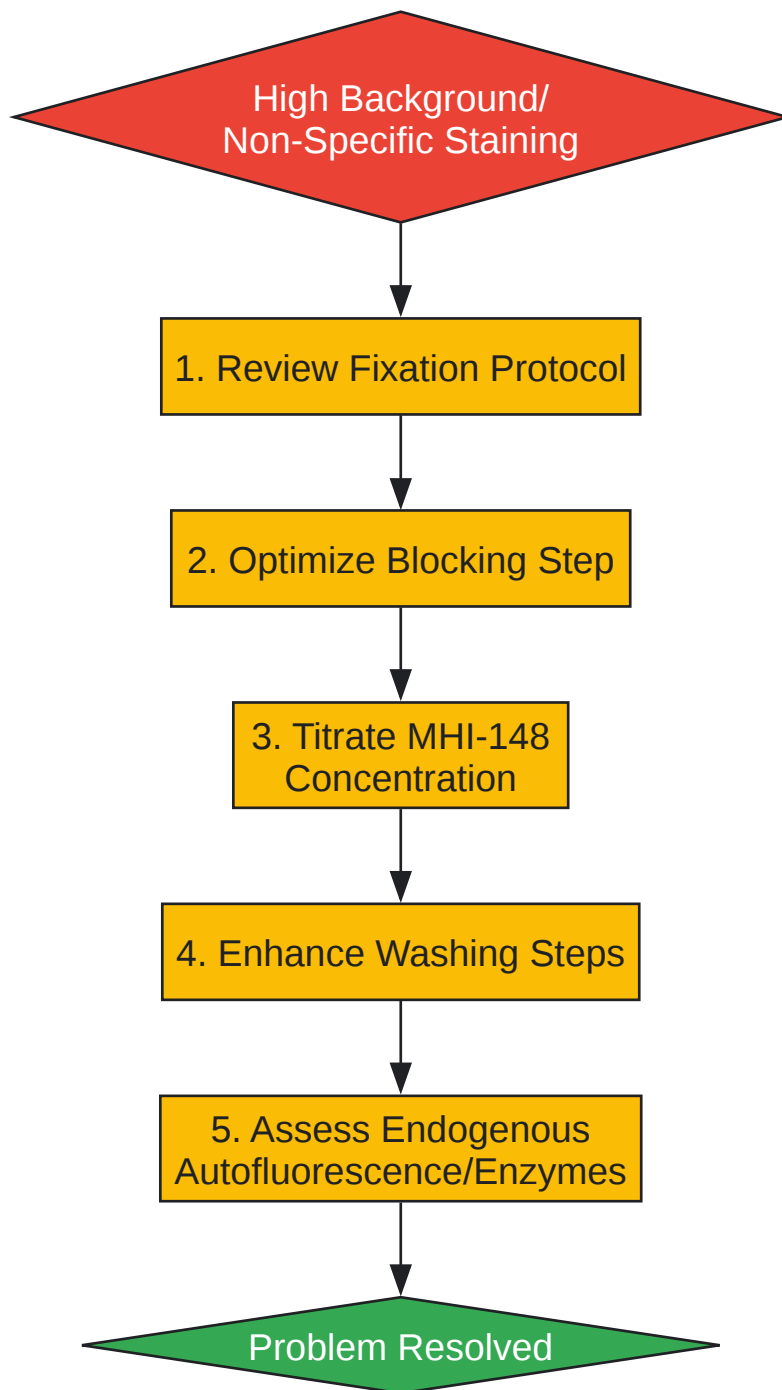 High Background/
Non-Specific Staining
1. Review Fixation Protocol
2. Optimize Blocking Step
3. Titrate MHI-148
Concentration
4. Enhance Washing Steps
5. Assess Endogenous
Autofluorescence/Enzymes
Problem Resolved